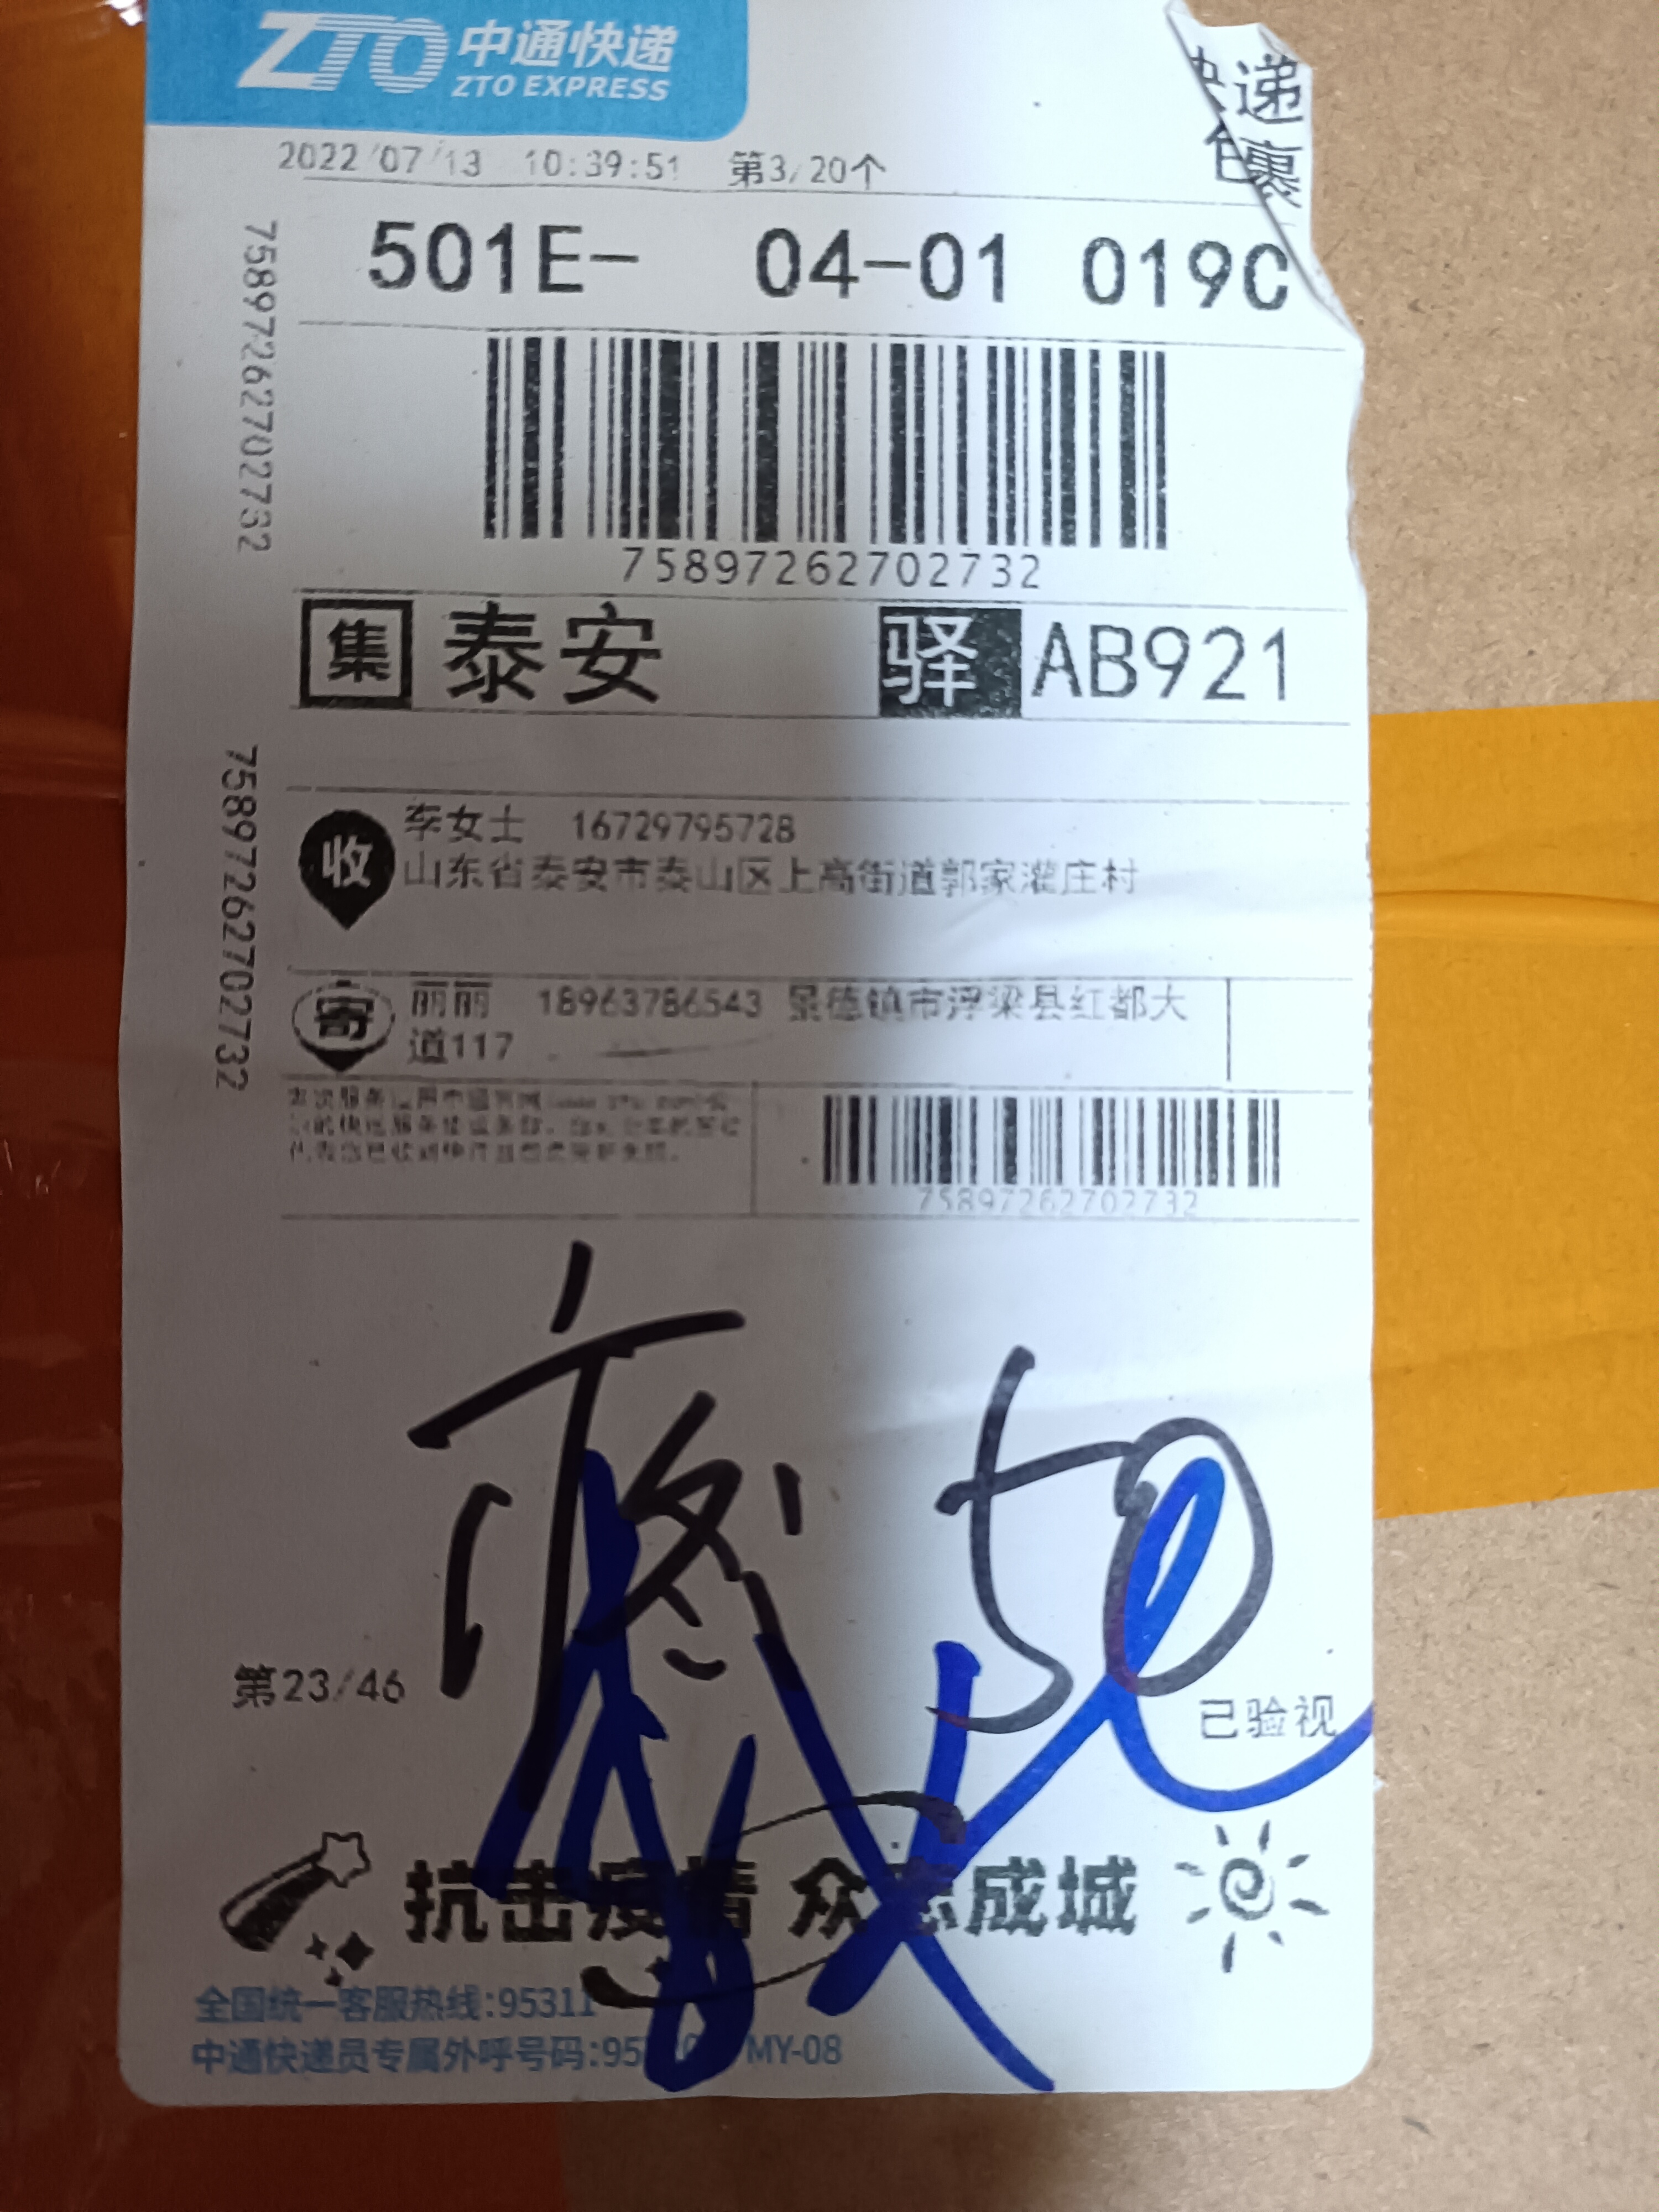 ZTO 中通快递
ZTO EXPRESS
快递
包裹
2022/07/13 10:39:51 第3/20个
501E- 04-01 019C
75897262702732
75897262702732
集 泰安 驿 AB921
75897262702732
收 李女士 16729795728
山东省泰安市泰山区上高街道郭家灌庄村
寄 丽丽 18963786543 景德镇市浮梁县红都大
道117
75897262702732
50
第23/46
已验视
抗击疫情 众志成城
全国统一客服热线:95311
中通快递员专属外呼号码:95 MY-08